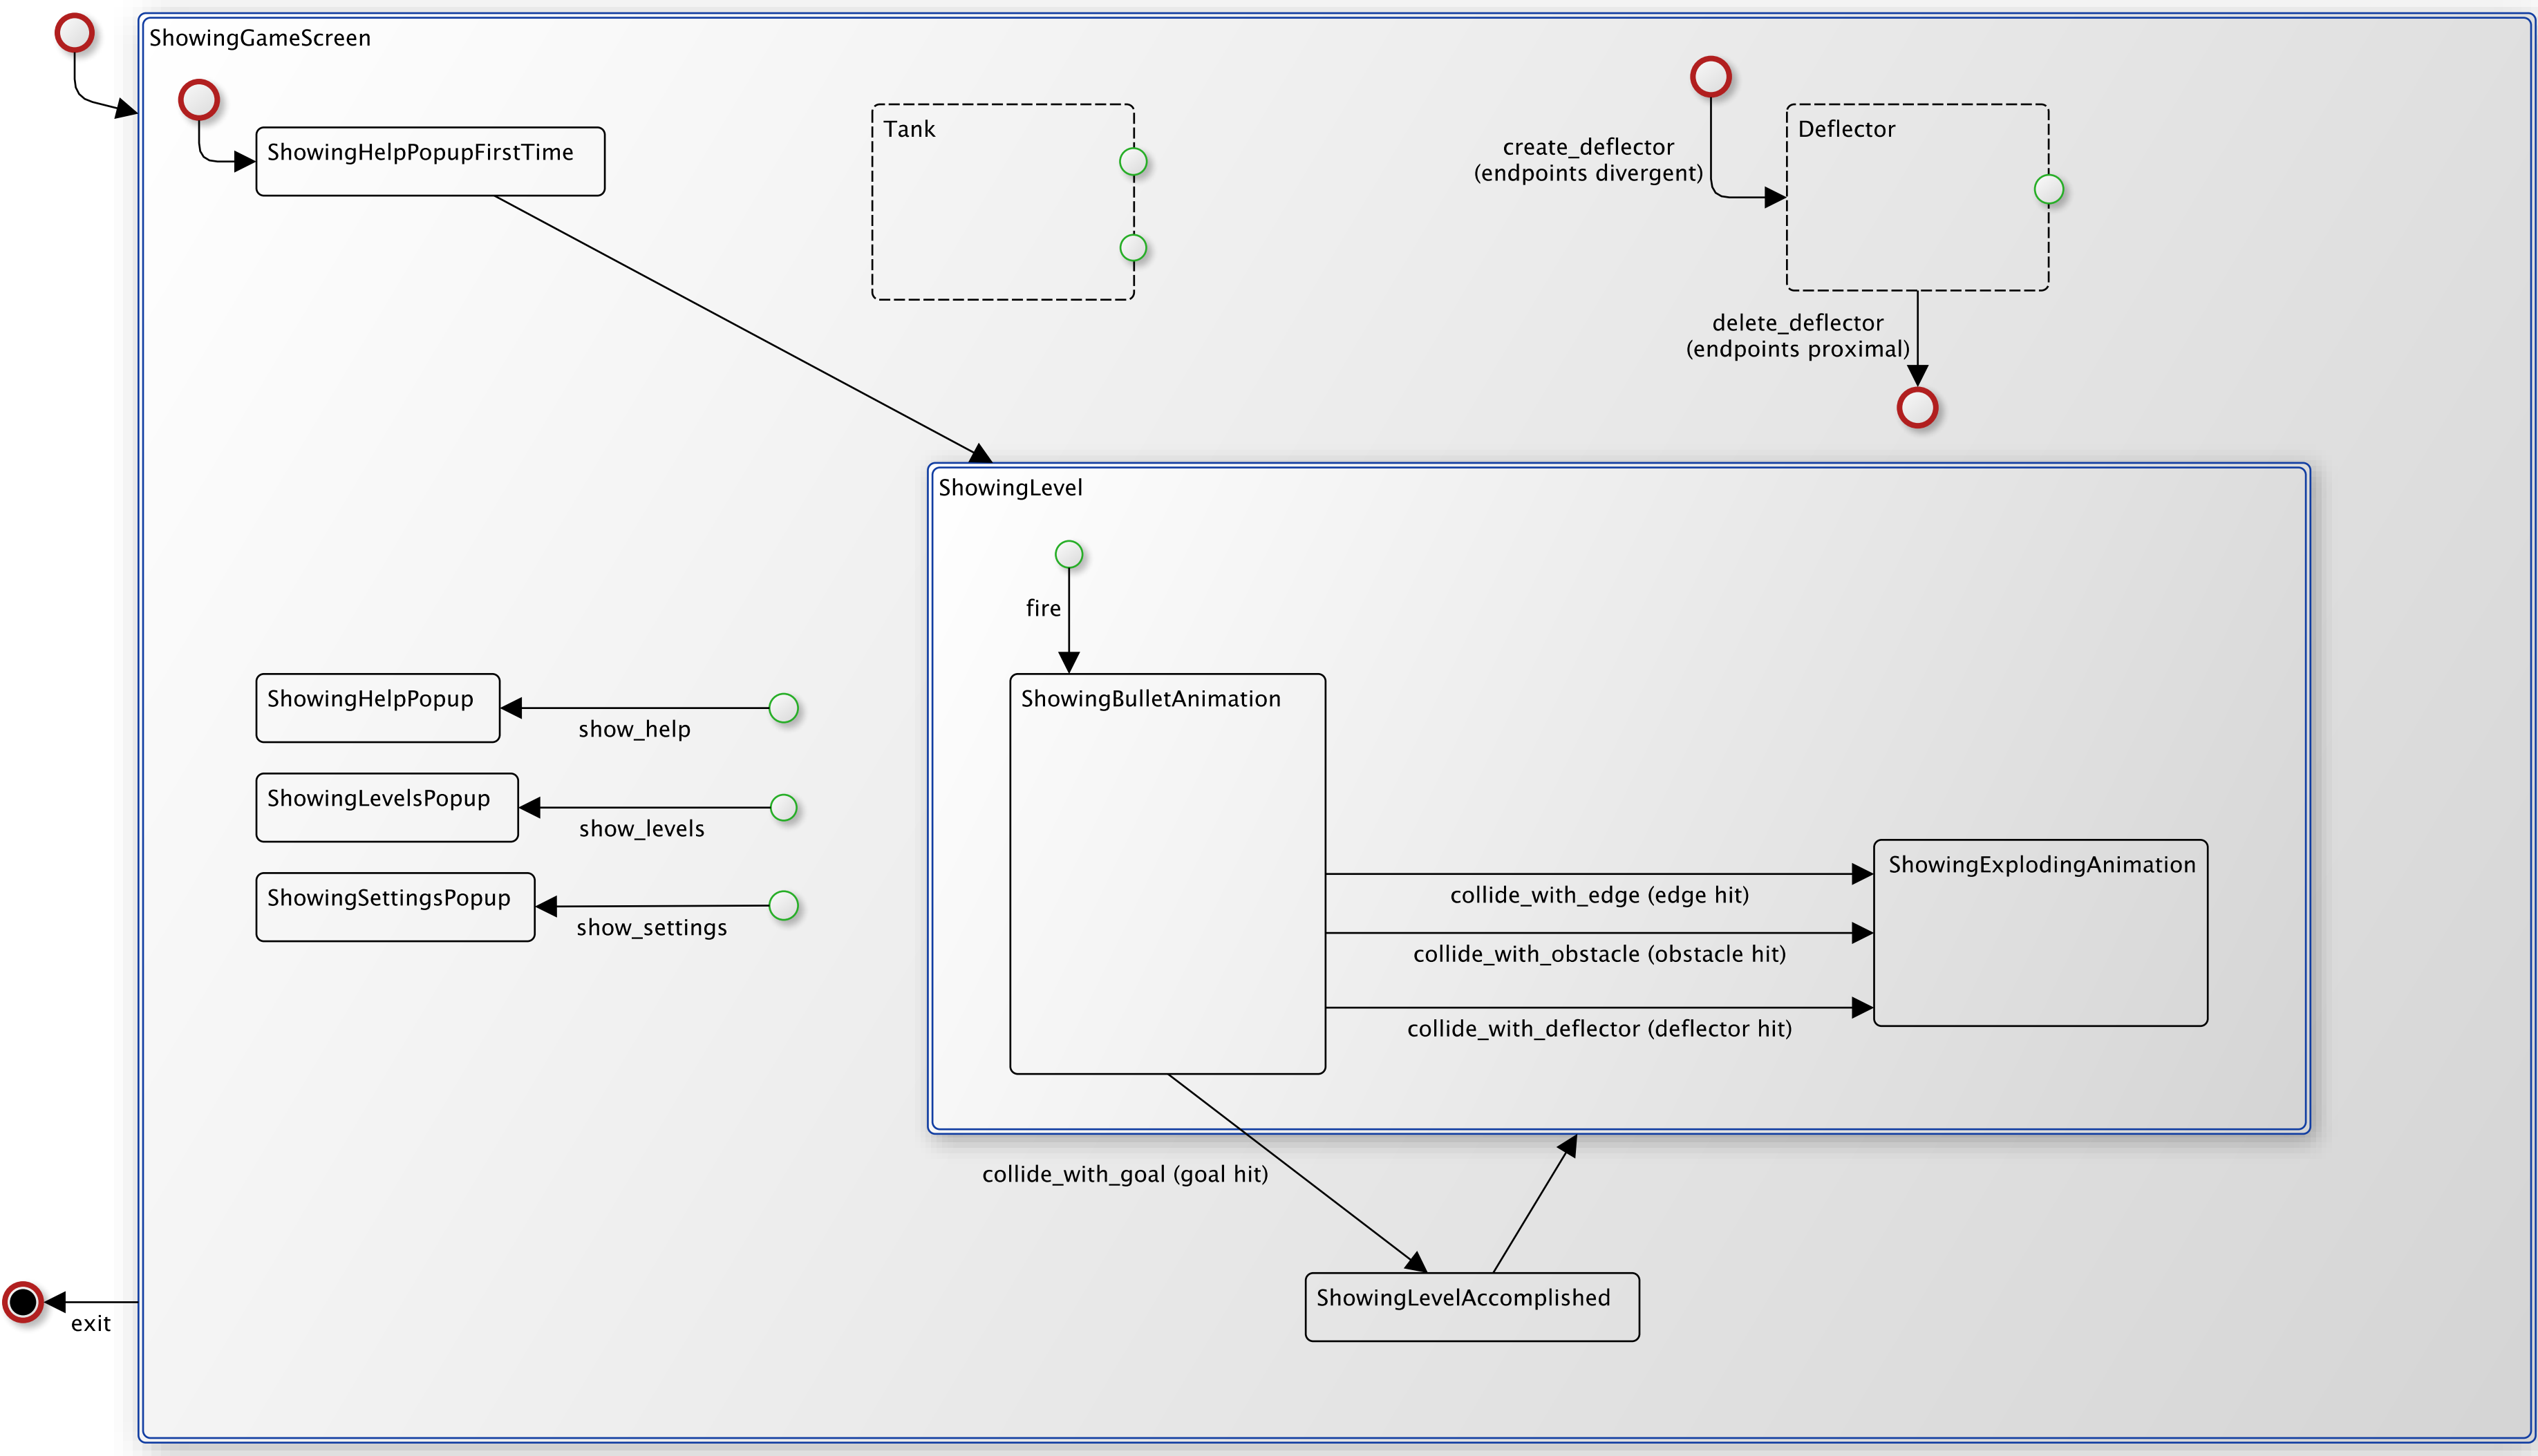 ShowingGameScreen
ShowingHelpPopupFirstTime
Tank
create_deflector
(endpoints divergent)
Deflector
delete_deflector
(endpoints proximal)
ShowingLevel
fire
ShowingHelpPopup
show_help
ShowingLevelsPopup
show_levels
ShowingSettingsPopup
show_settings
ShowingBulletAnimation
ShowingExplodingAnimation
collide_with_edge (edge hit)
collide_with_obstacle (obstacle hit)
collide_with_deflector (deflector hit)
collide_with_goal (goal hit)
ShowingLevelAccomplished
exit